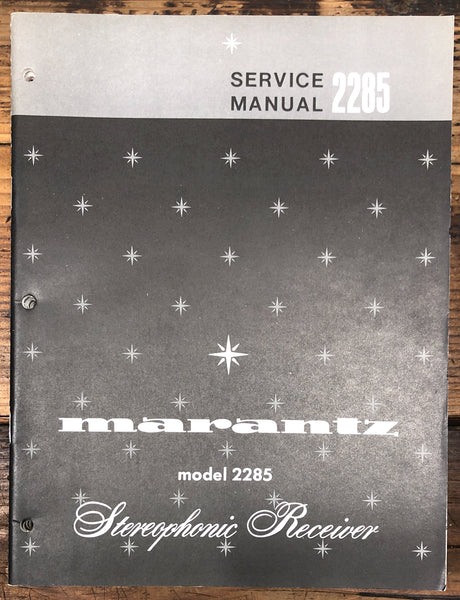 SERVICE
MANUAL 2285
marantz
model 2285
Stereophonic Receiver